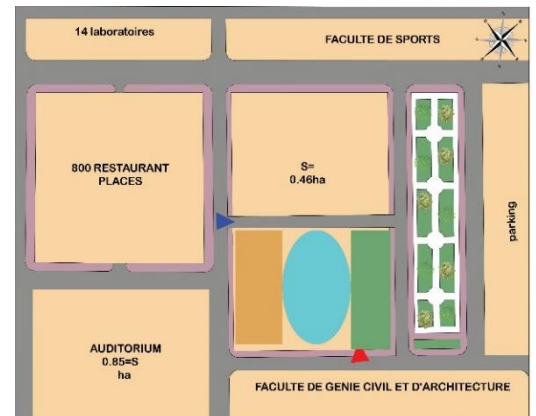 14 laboratoires
FACULTE DE SPORTS
800 RESTAURANT
PLACES
S=
0.46ha
parking
AUDITORIUM
0.85=S
ha
FACULTE DE GENIE CIVIL ET D'ARCHITECTURE